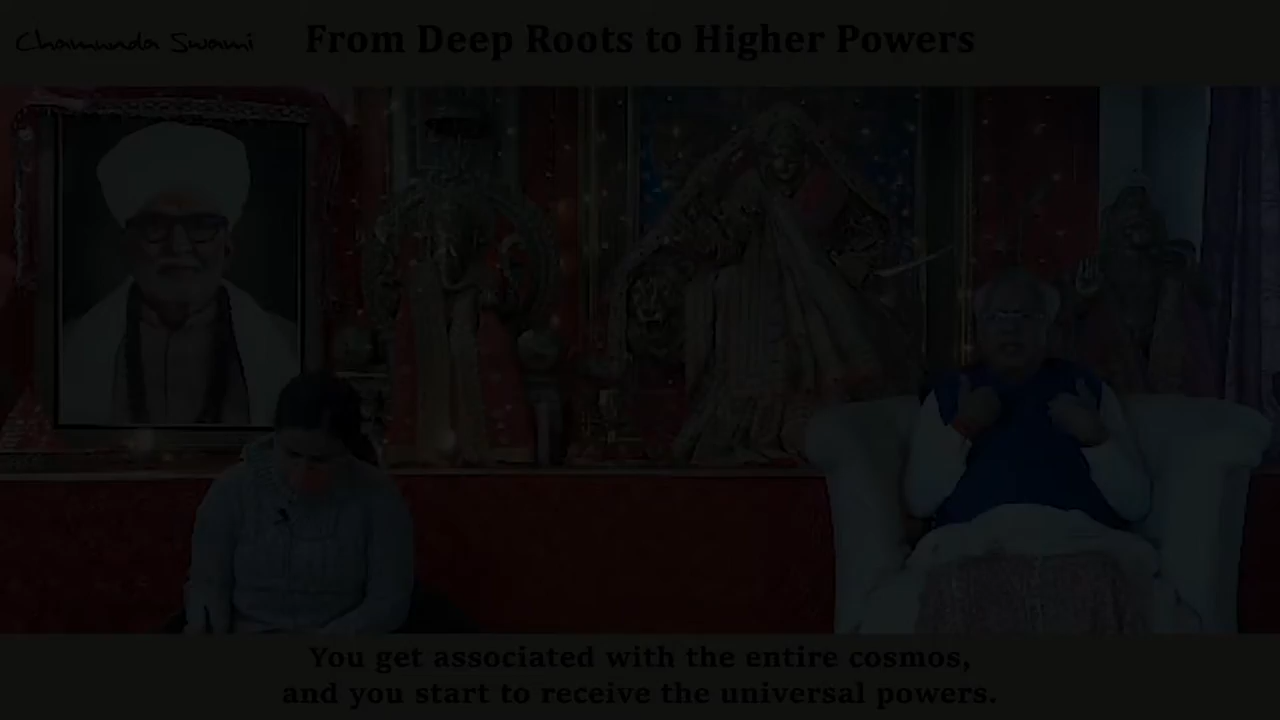 Chamunda Swami
From Deep Roots to Higher Powers
You get associated with the entire cosmos,
and you start to receive the universal powers.